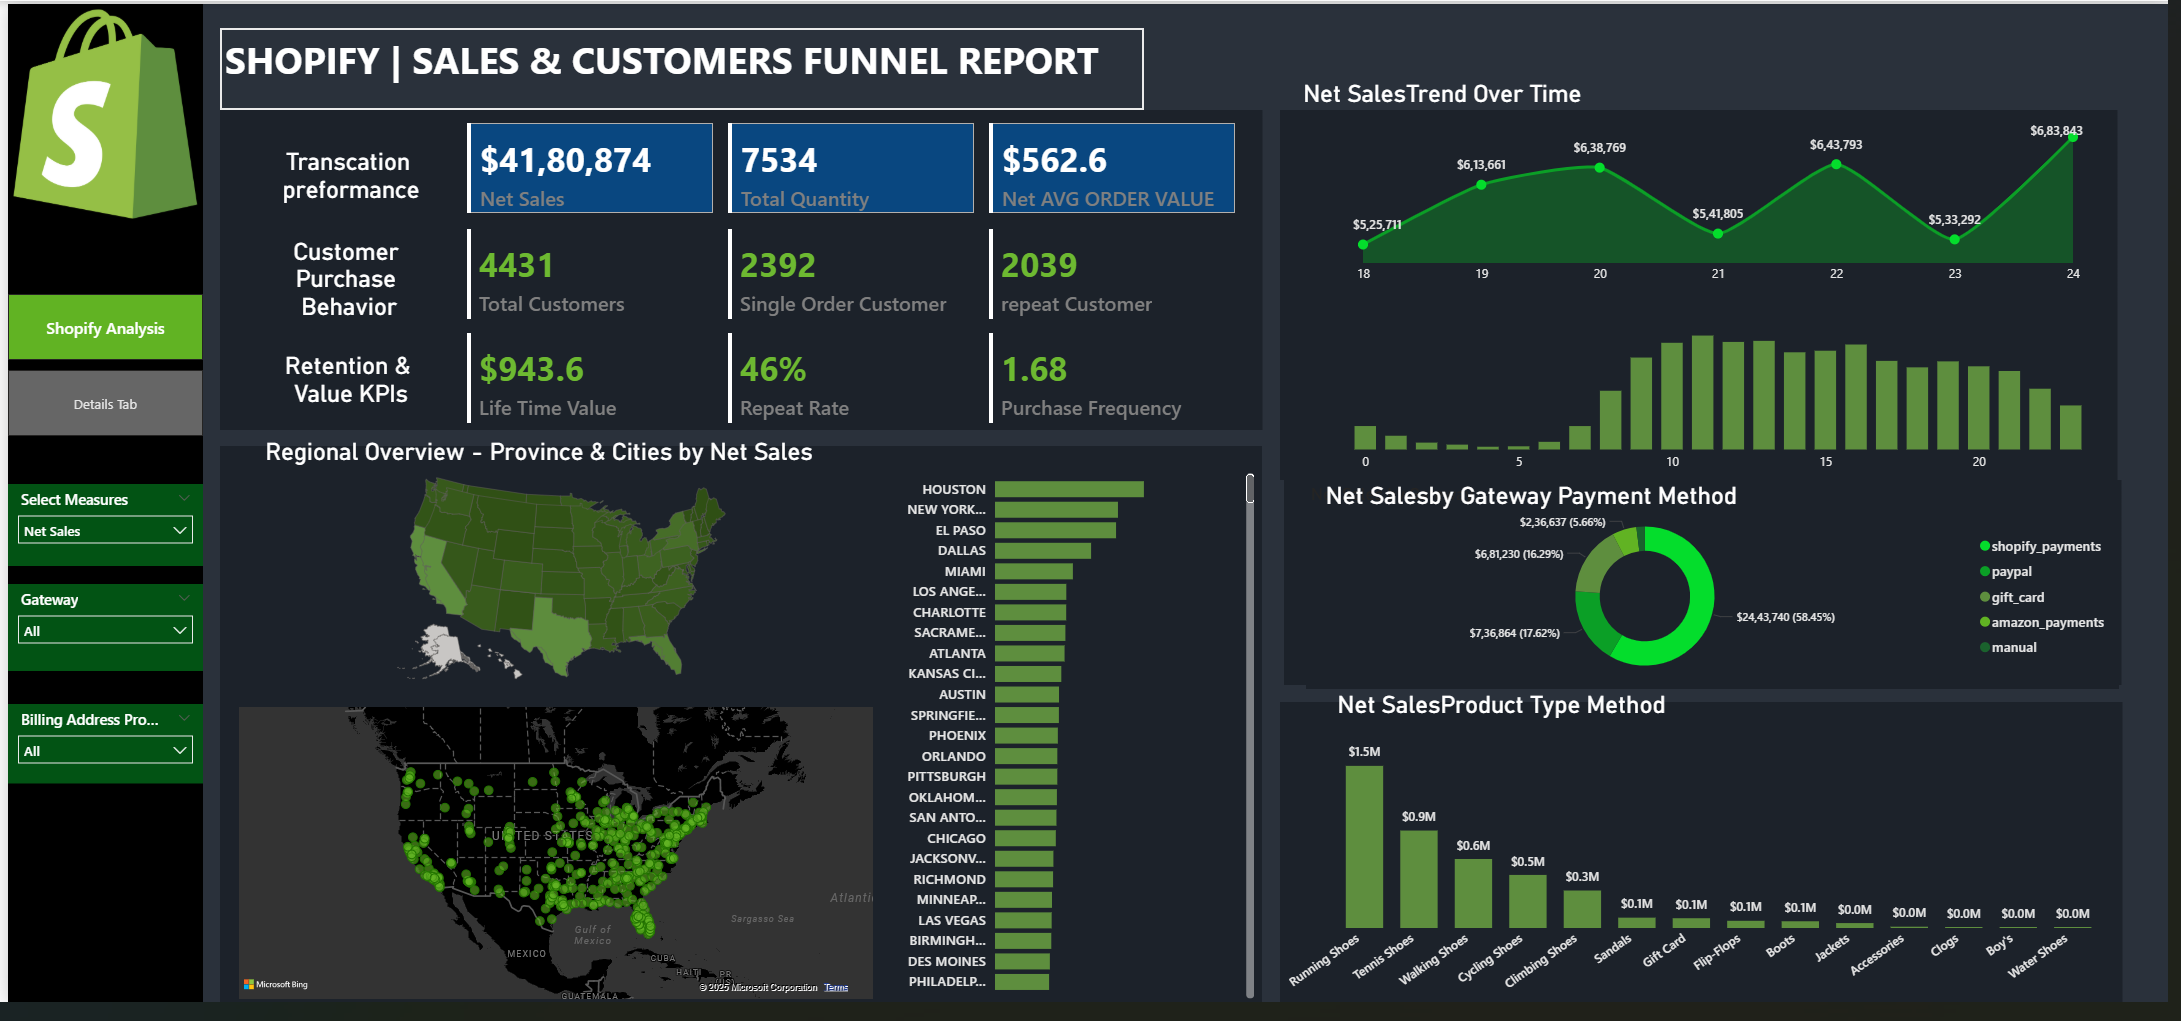 SHOPIFY | SALES & CUSTOMERS FUNNEL REPORT
Transcation
preformance
$41,80,874
Net Sales
7534
Total Quantity
$562.6
Net AVG ORDER VALUE
Customer
Purchase
Behavior
4431
Total Customers
2392
Single Order Customer
2039
repeat Customer
Retention &
Value KPIs
$943.6
Life Time Value
46%
Repeat Rate
1.68
Purchase Frequency
Shopify Analysis
Details Tab
Select Measures
Net Sales
Gateway
All
Billing Address Pro...
All
Regional Overview - Province & Cities by Net Sales
HOUSTON
NEW YORK...
EL PASO
DALLAS
MIAMI
LOS ANGE...
CHARLOTTE
SACRAME...
ATLANTA
KANSAS CI...
AUSTIN
SPRINGFIE...
PHOENIX
ORLANDO
PITTSBURGH
OKLAHOM...
SAN ANTO...
CHICAGO
JACKSONV...
RICHMOND
MINNEAP...
LAS VEGAS
BIRMINGH...
DES MOINES
PHILADELP...
UNITED STATES
Atlantic
Sargasso Sea
Gulf of
Mexico
MEXICO
CUBA
HAITI
PR
GUATEMALA
Microsoft Bing
© 2025 Microsoft Corporation Terms
Net SalesTrend Over Time
$5,25,711
$6,13,661
$6,38,769
$5,41,805
$6,43,793
$5,33,292
$6,83,843
18 19 20 21 22 23 24
0 5 10 15 20
Net Salesby Gateway Payment Method
$2,36,637 (5.66%)
$6,81,230 (16.29%)
$7,36,864 (17.62%)
$24,43,740 (58.45%)
shopify_payments
paypal
gift_card
amazon_payments
manual
Net SalesProduct Type Method
$1.5M
$0.9M
$0.6M
$0.5M
$0.3M
$0.1M
$0.1M
$0.1M
$0.1M
$0.0M
$0.0M
$0.0M
$0.0M
$0.0M
Running Shoes
Tennis Shoes
Walking Shoes
Cycling Shoes
Climbing Shoes
Sandals
Gift Card
Flip-Flops
Boots
Jackets
Accessories
Clogs
Boy's
Water Shoes